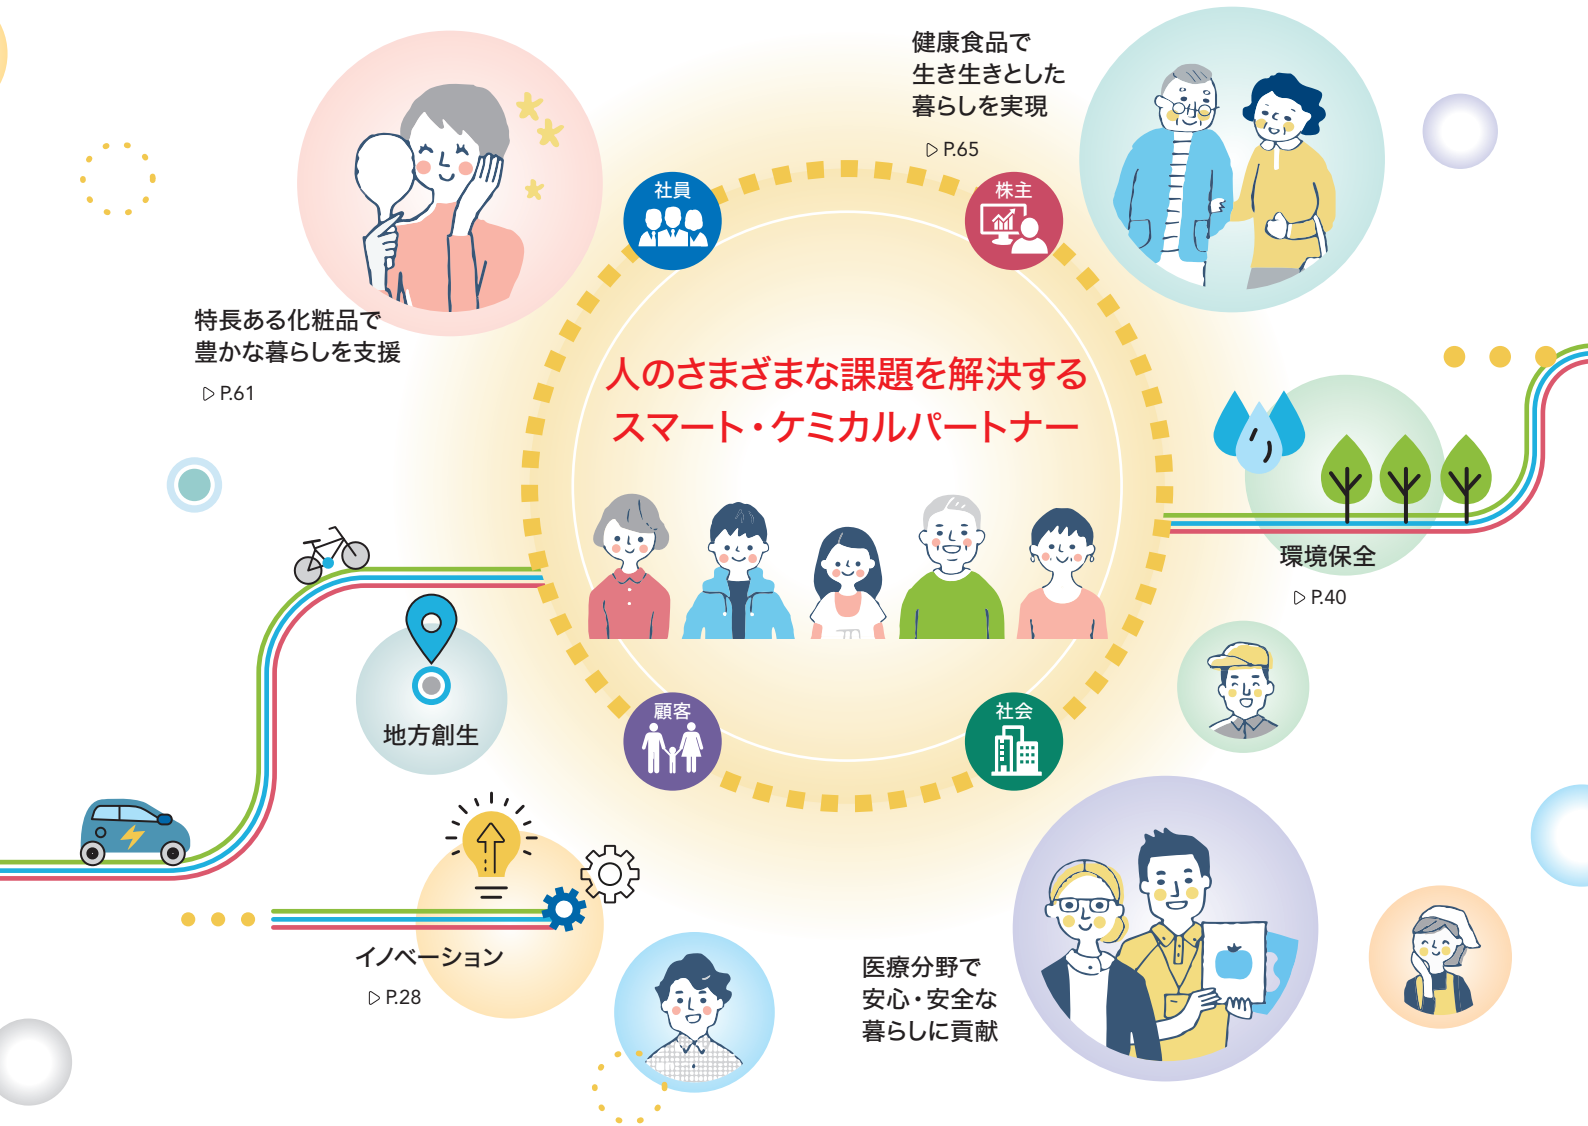 健康食品で
生き生きとした
暮らしを実現
▷ P.65
社員
株主
特長ある化粧品で
豊かな暮らしを支援
▷ P.61
人のさまざまな課題を解決する
スマート・ケミカルパートナー
環境保全
▷ P.40
地方創生
顧客
社会
イノベーション
▷ P.28
医療分野で
安心・安全な
暮らしに貢献